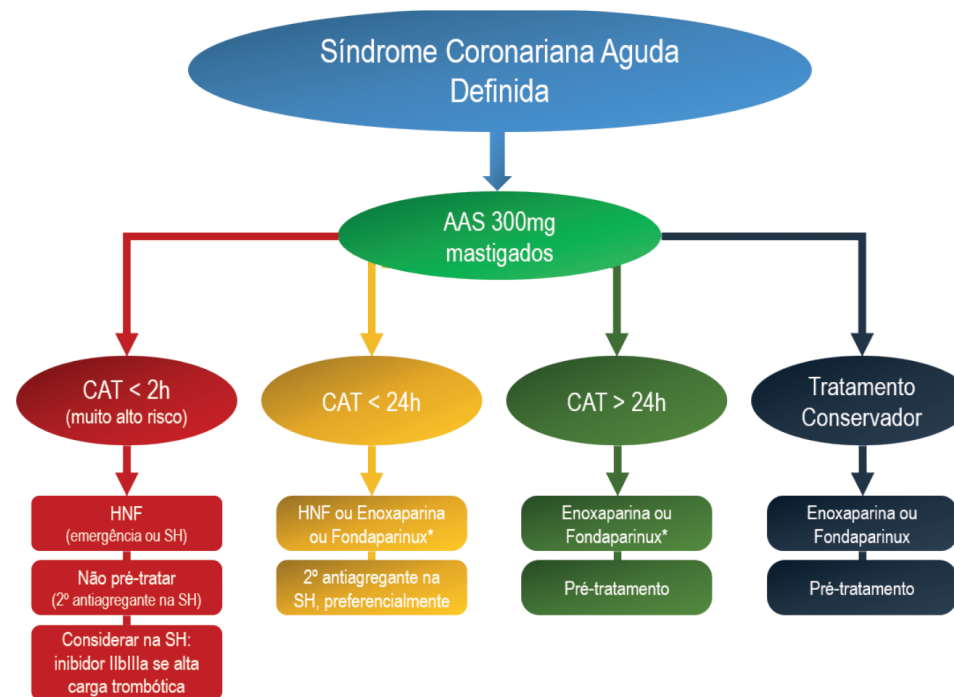 Síndrome Coronariana Aguda
Definida
AAS 300mg
mastigados
CAT < 2h
(muito alto risco)
HNF
(emergência ou SH)
Não pré-tratar
(2º antiagregante na SH)
Considerar na SH:
inibidor IIbIIIa se alta
carga trombótica
CAT < 24h
HNF ou Enoxaparina
ou Fondaparinux*
2º antiagregante na
SH, preferencialmente
CAT > 24h
Enoxaparina ou
Fondaparinux*
Pré-tratamento
Tratamento
Conservador
Enoxaparina ou
Fondaparinux
Pré-tratamento